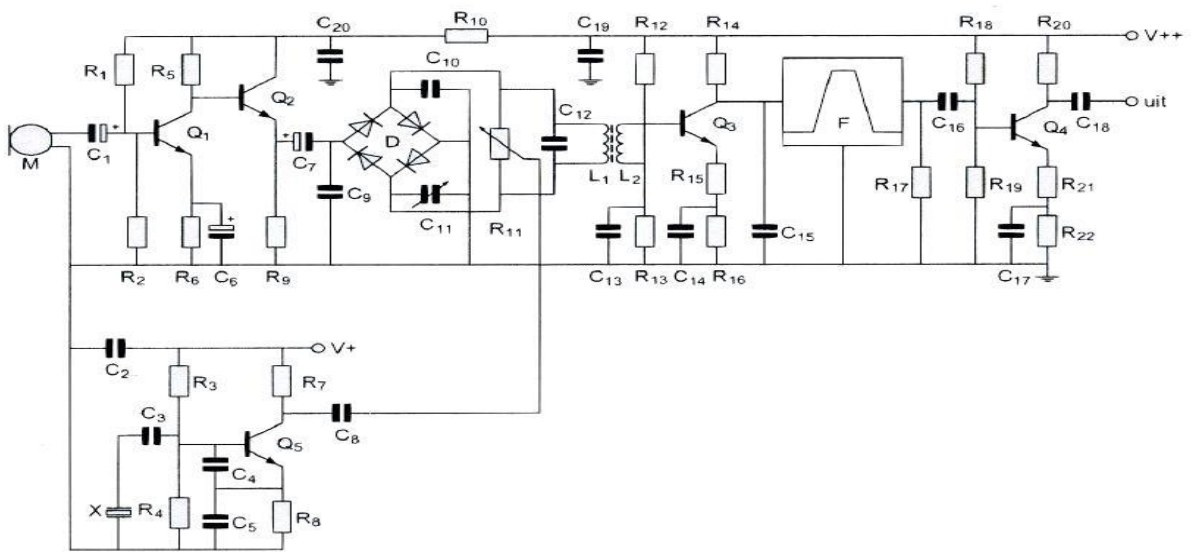 C20 R10 C19 R12 R14 R18 R20
V++
R1 R5 Q2 C10
C12 F C16 C18 uit
M C1 + Q1 + C7 D Q3 Q4
L1 L2 R15
C9 R17 R19 R21
+ C11 R11 C15 R22
R2 R6 C6 R9 C13 R13 C14 R16 C17
V+
C2 R3 R7
C3 C8
Q5
C4
X R4 C5 R8